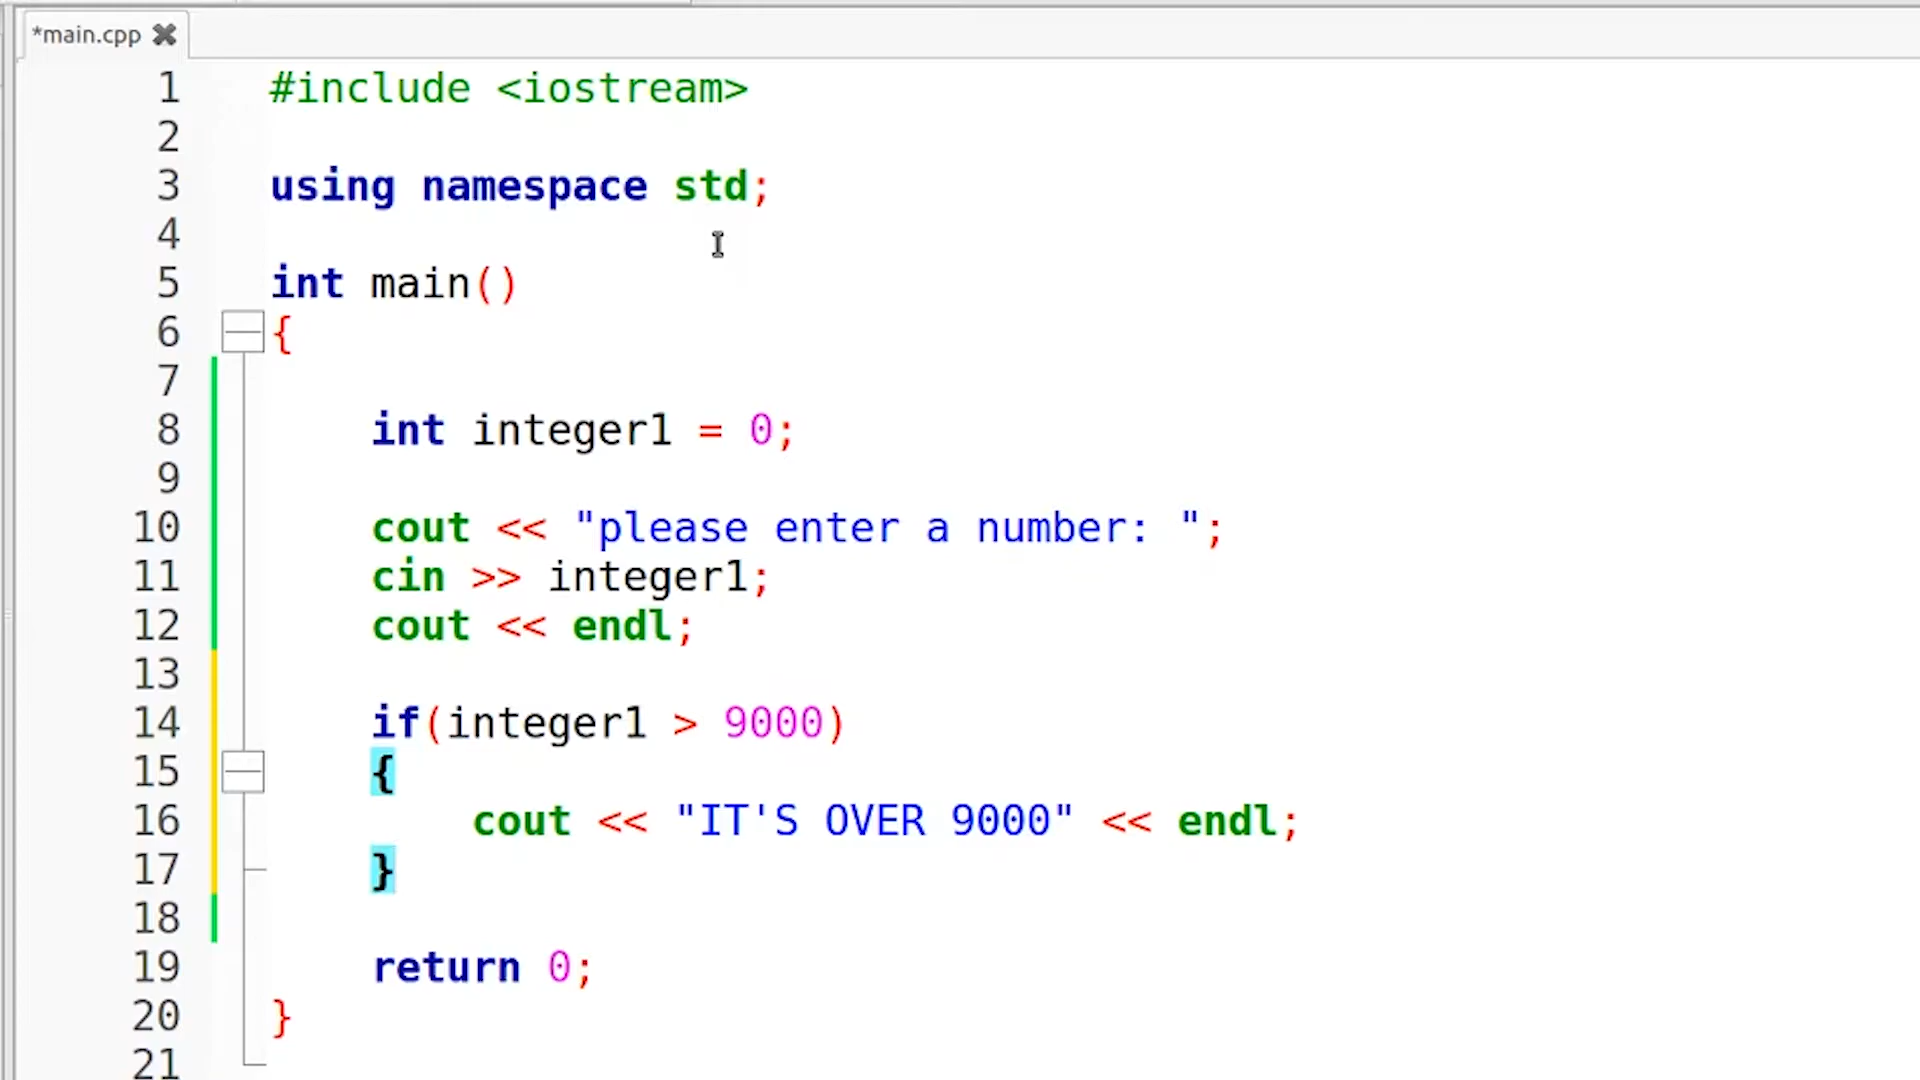 *main.cpp
1 #include <iostream>
2
3 using namespace std;
4
5 int main()
6 {
7
8 int integer1 = 0;
9
10 cout << "please enter a number: ";
11 cin >> integer1;
12 cout << endl;
13
14 if(integer1 > 9000)
15 {
16 cout << "IT'S OVER 9000" << endl;
17 }
18
19 return 0;
20 }
21